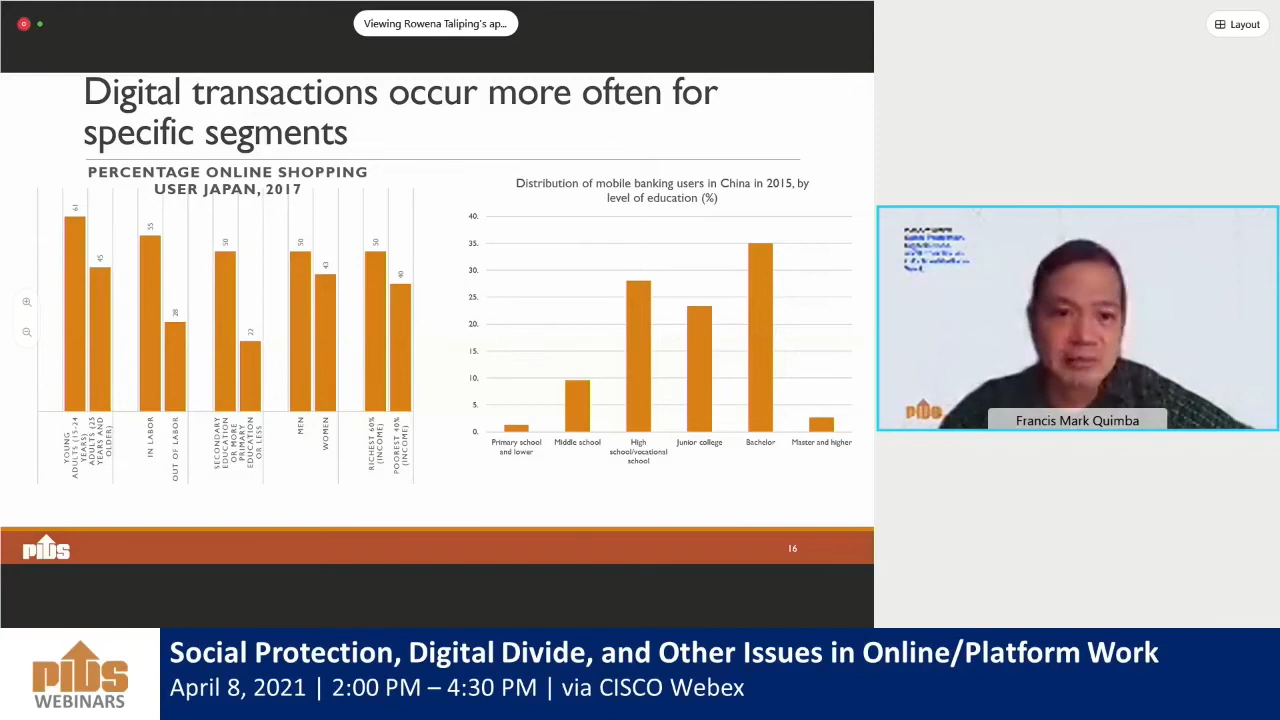 Viewing Rowena Taliping's ap...
Layout
Digital transactions occur more often for
specific segments
PERCENTAGE ONLINE SHOPPING
USER JAPAN, 2017
61
45
55
28
50
22
50
43
50
40
YOUNG
ADULTS (15-24
YEARS)
ADULTS (25
YEARS AND
OLDER)
IN LABOR
OUT OF LABOR
SECONDARY
EDUCATION
OR MORE
PRIMARY
EDUCATION
OR LESS
MEN
WOMEN
RICHEST 60%
(INCOME)
POOREST 40%
(INCOME)
Distribution of mobile banking users in China in 2015, by
level of education (%)
40.
35.
30.
25.
20.
15.
10.
5.
0.
Primary school
and lower
Middle school
High
school/vocational
school
Junior college
Bachelor
Master and higher
PIDS
16
PIDS
Francis Mark Quimba
PIDS
WEBINARS
Social Protection, Digital Divide, and Other Issues in Online/Platform Work
April 8, 2021 | 2:00 PM – 4:30 PM | via CISCO Webex